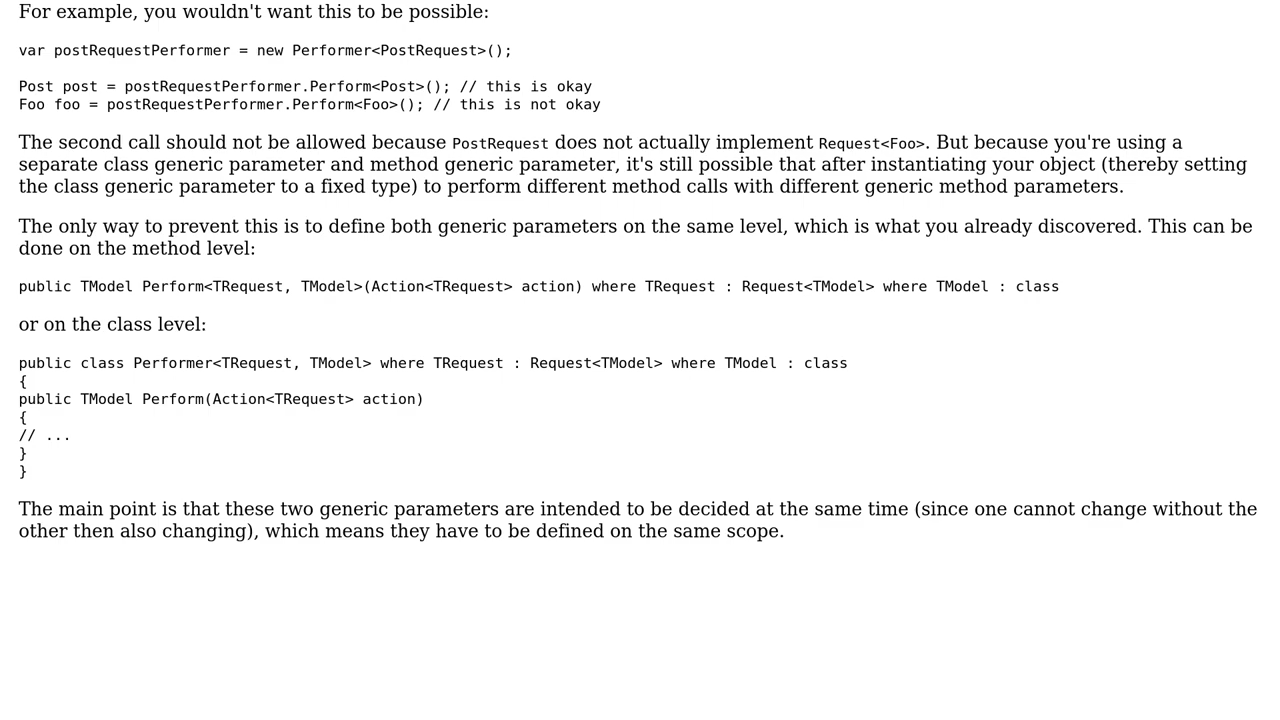 For example, you wouldn't want this to be possible:
var postRequestPerformer = new Performer<PostRequest>();
Post post = postRequestPerformer.Perform<Post>(); // this is okay
Foo foo = postRequestPerformer.Perform<Foo>(); // this is not okay
The second call should not be allowed because PostRequest does not actually implement Request<Foo>. But because you're using a
separate class generic parameter and method generic parameter, it's still possible that after instantiating your object (thereby setting
the class generic parameter to a fixed type) to perform different method calls with different generic method parameters.
The only way to prevent this is to define both generic parameters on the same level, which is what you already discovered. This can be
done on the method level:
public TModel Perform<TRequest, TModel>(Action<TRequest> action) where TRequest : Request<TModel> where TModel : class
or on the class level:
public class Performer<TRequest, TModel> where TRequest : Request<TModel> where TModel : class
{
public TModel Perform(Action<TRequest> action)
{
// ...
}
}
The main point is that these two generic parameters are intended to be decided at the same time (since one cannot change without the
other then also changing), which means they have to be defined on the same scope.